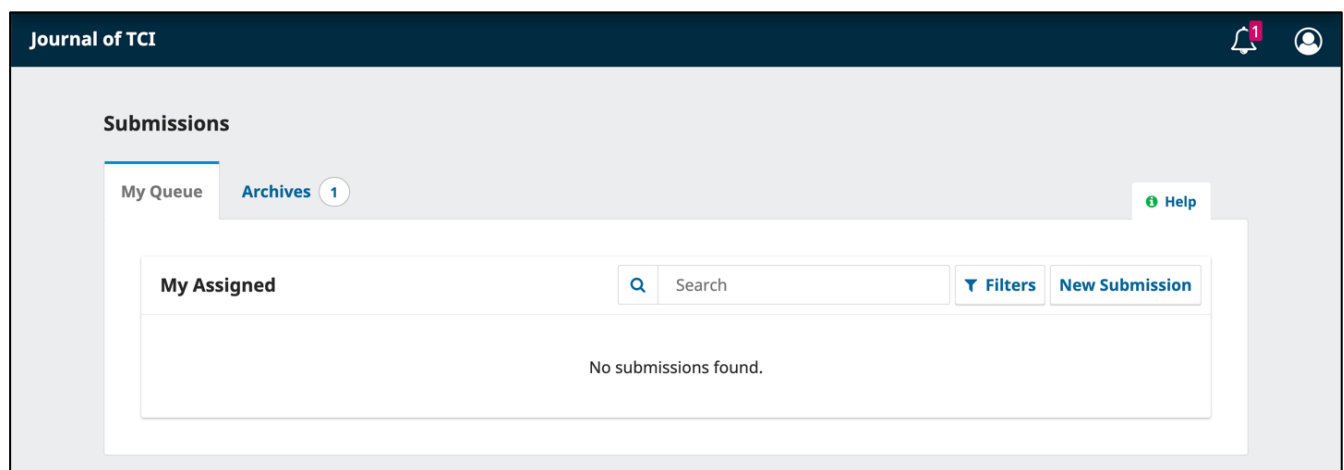 Journal of TCI
1
Submissions
My Queue
Archives 1
Help
My Assigned
Search
Filters
New Submission
No submissions found.